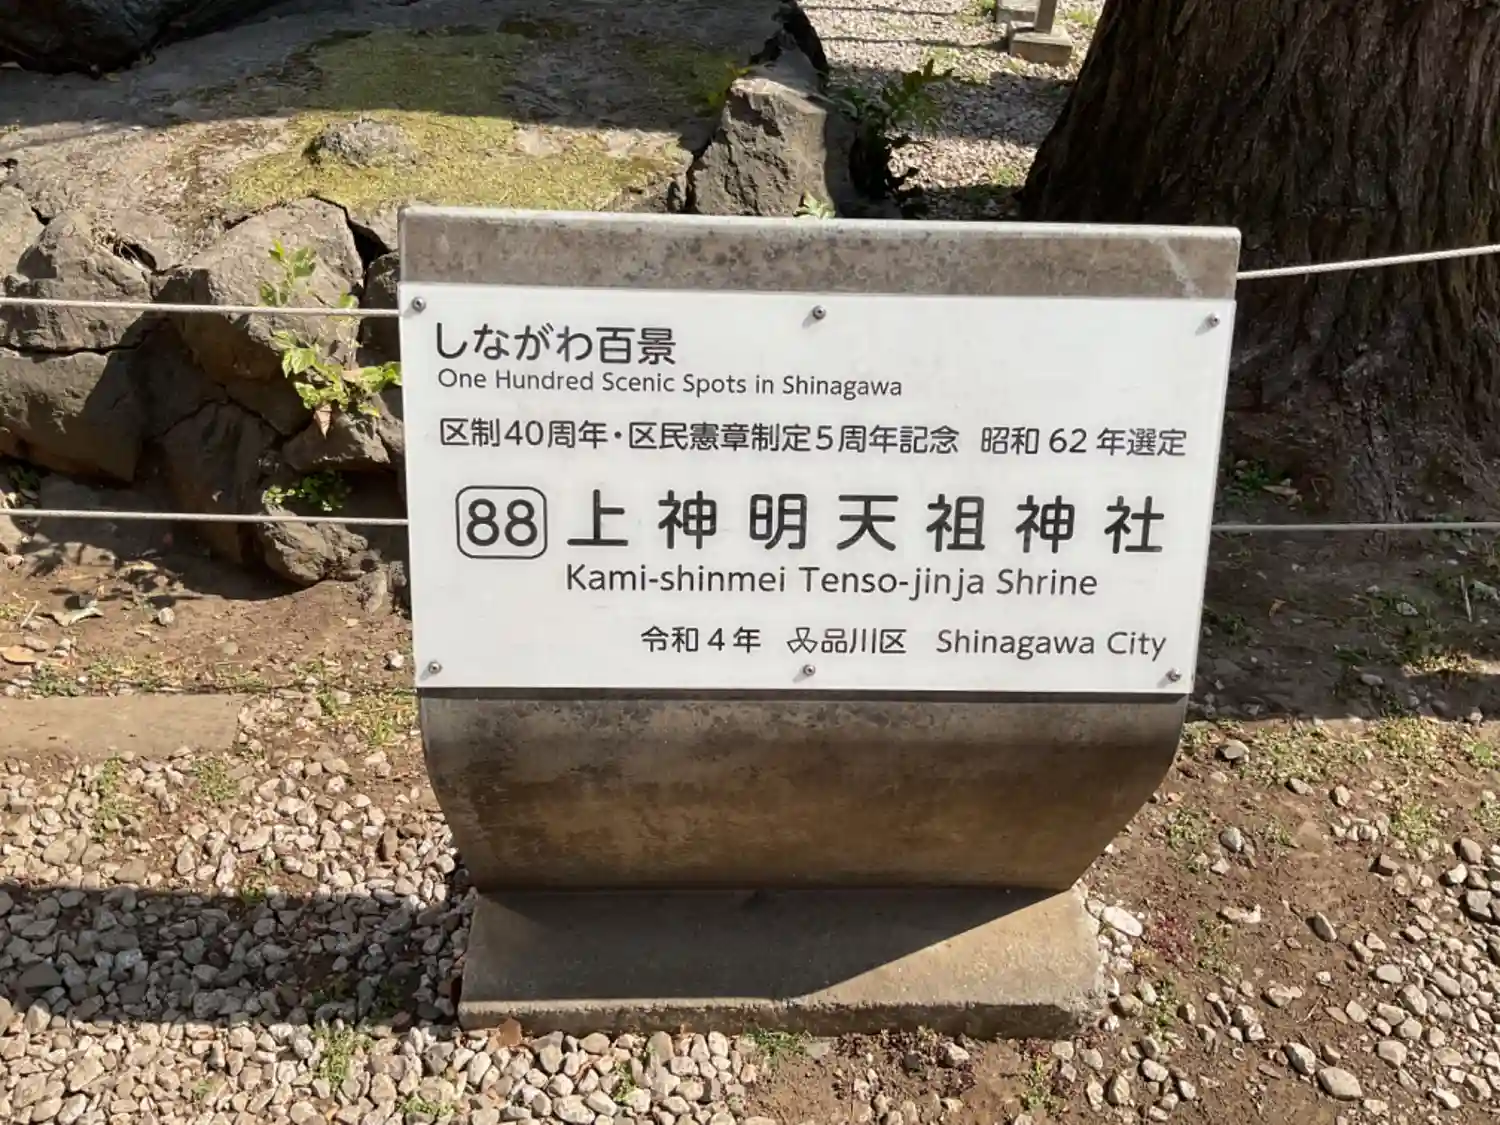 しながわ百景
One Hundred Scenic Spots in Shinagawa
区制40周年・区民憲章制定5周年記念 昭和 62 年選定
88 上神明天祖神社
Kami-shinmei Tenso-jinja Shrine
令和 4 年 品川区 Shinagawa City